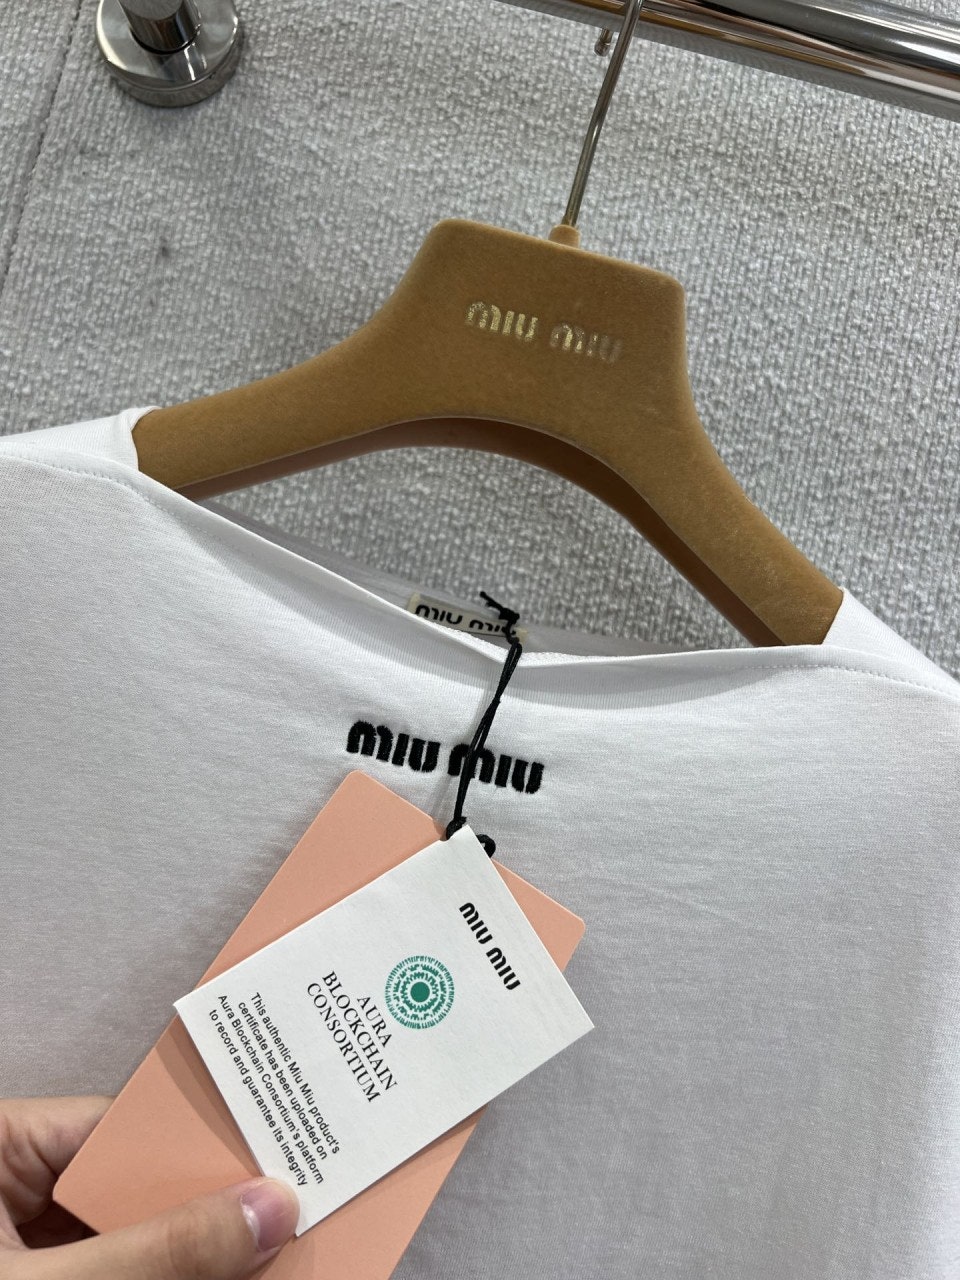 MIU MIU
MIU MIU
MIU MIU
MIU MIU
AURA
BLOCKCHAIN
CONSORTIUM
This authentic Miu Miu product's
certificate has been uploaded on
Aura Blockchain Consortium's platform
to record and guarantee its integrity